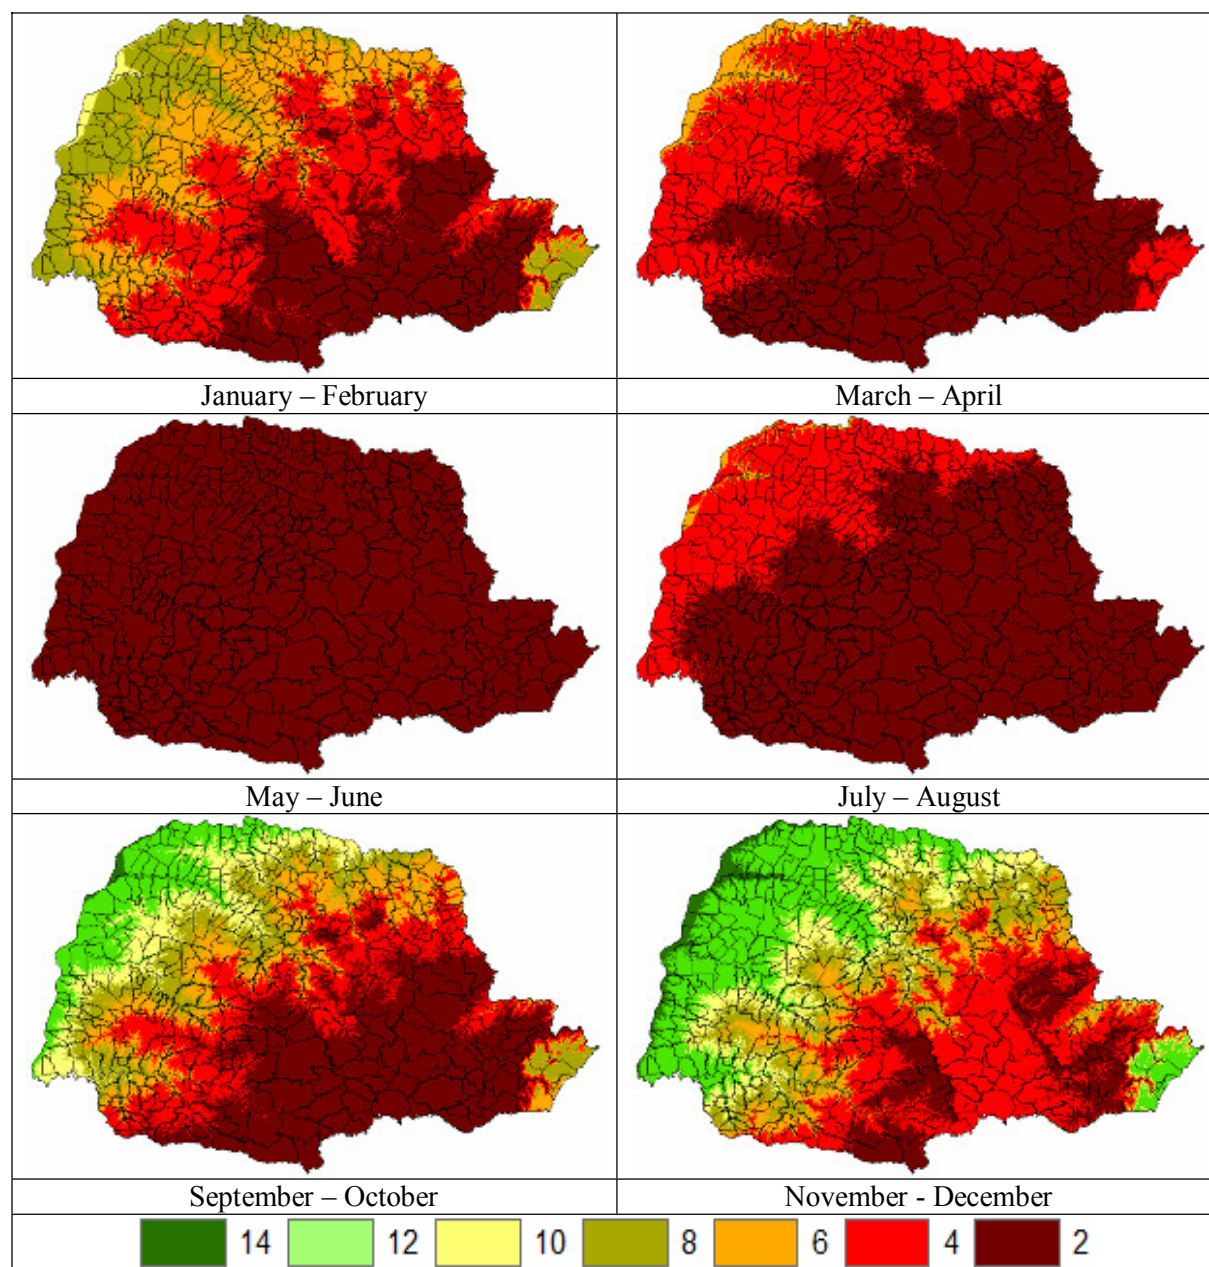 January – February
March – April
May – June
July – August
September – October
November - December
14 12 10 8 6 4 2